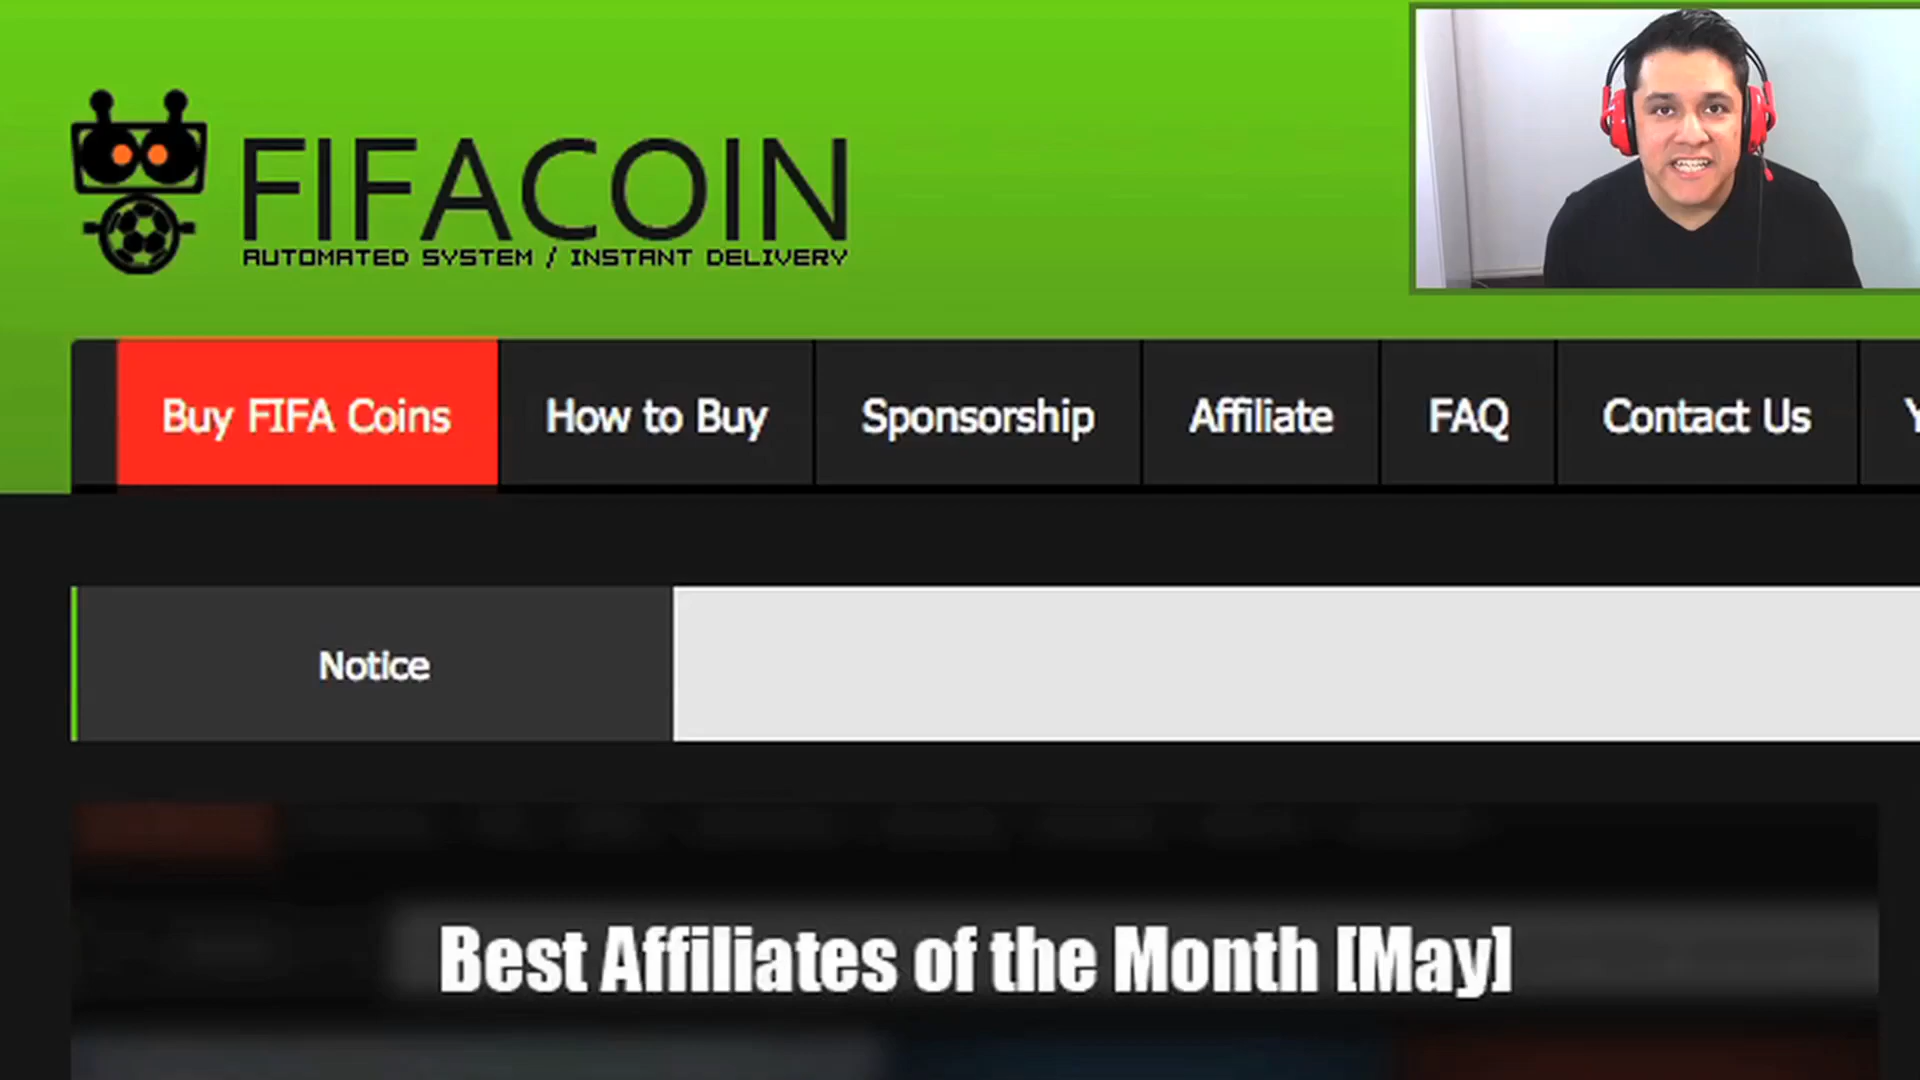 FIFACOIN
AUTOMATED SYSTEM / INSTANT DELIVERY
Buy FIFA Coins How to Buy Sponsorship Affiliate FAQ Contact Us Y
Notice
Best Affiliates of the Month [May]